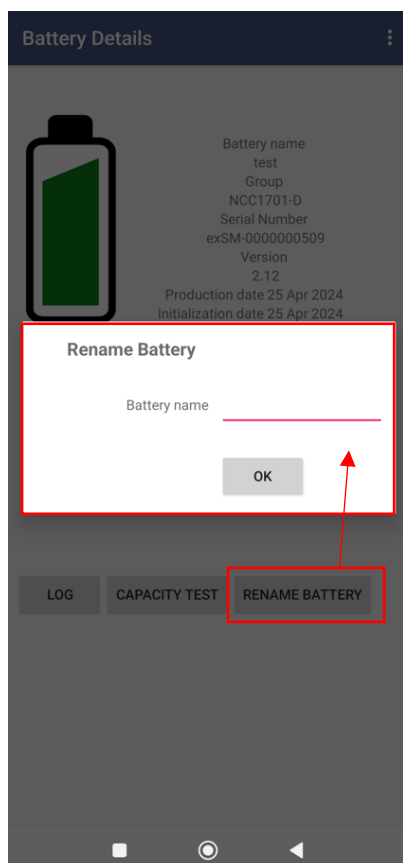 Battery Details
Battery name
test
Group
NCC1701-D
Serial Number
exSM-0000000509
Version
2.12
Production date 25 Apr 2024
Initialization date 25 Apr 2024
Rename Battery
Battery name
OK
LOG
CAPACITY TEST
RENAME BATTERY